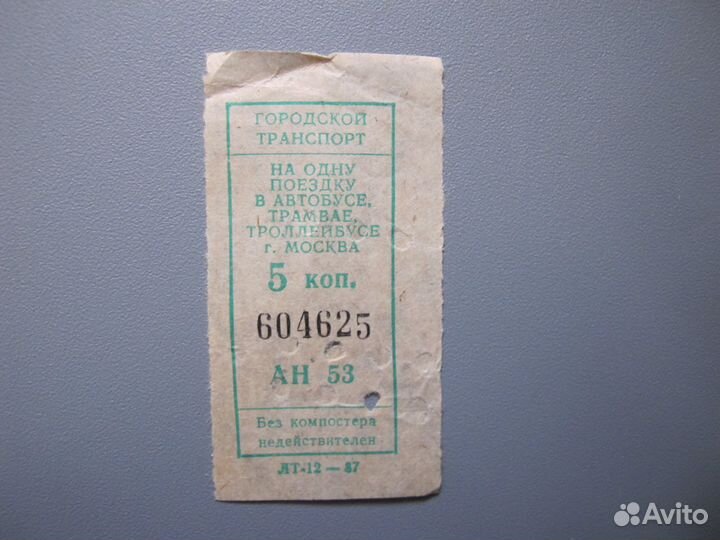 ГОРОДСКОЙ
ТРАНСПОРТ
НА ОДНУ
ПОЕЗДКУ
В АВТОБУСЕ,
ТРАМВАЕ,
ТРОЛЛЕЙБУСЕ
г. МОСКВА
5 коп.
604625
АН 53
Без компостера
недействителен
ЛТ-12—87
Avito